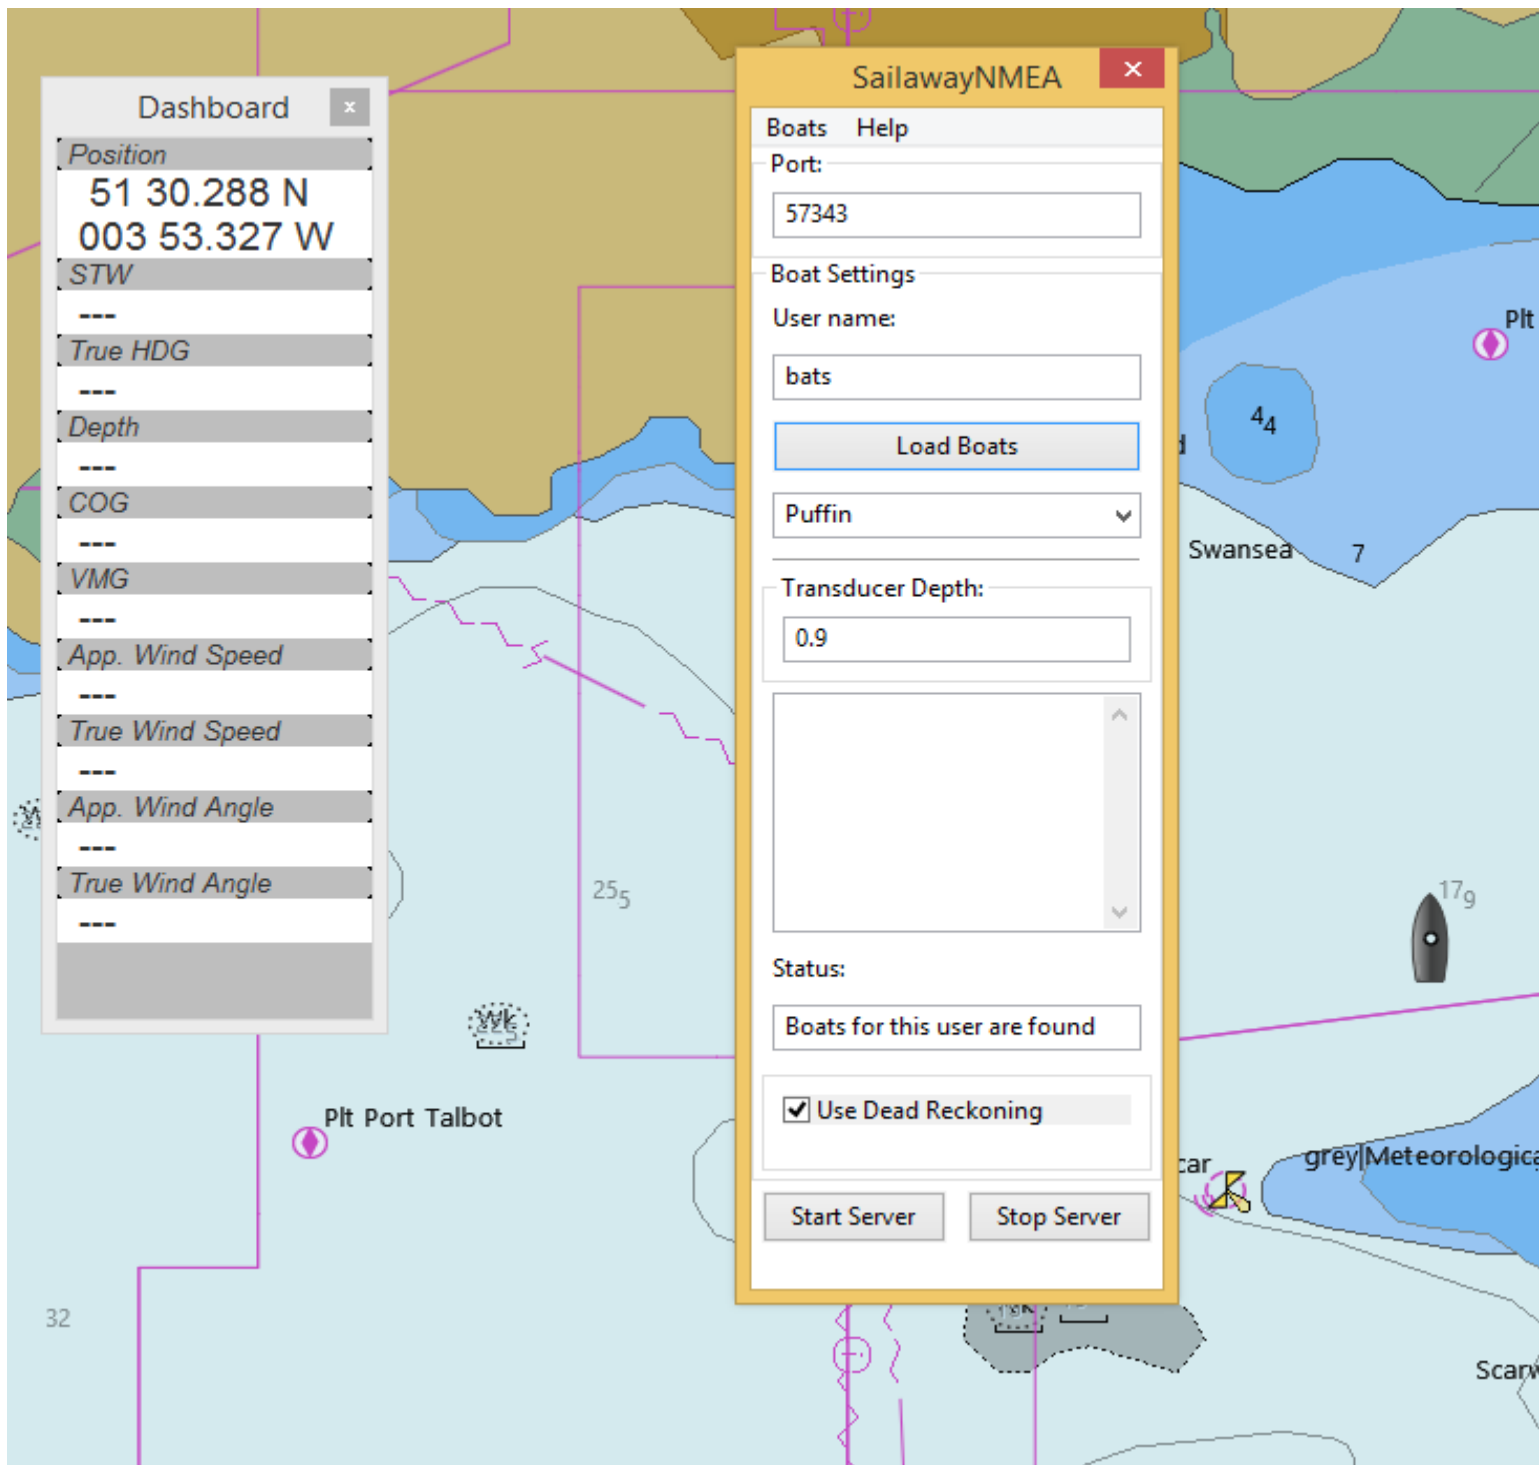 Dashboard
x
Position
51 30.288 N
003 53.327 W
STW
---
True HDG
---
Depth
---
COG
---
VMG
---
App. Wind Speed
---
True Wind Speed
---
App. Wind Angle
---
True Wind Angle
---
SailawayNMEA
Boats Help
Port:
57343
Boat Settings
User name:
bats
Load Boats
Puffin
Transducer Depth:
0.9
Status:
Boats for this user are found
Use Dead Reckoning
Start Server Stop Server
Plt
44
Swansea
7
255
179
Wk
Plt Port Talbot
grey|Meteorologica
32